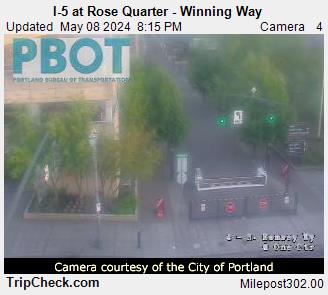 I-5 at Rose Quarter - Winning Way
Updated May 08 2024 8:15 PM Camera 4
PBOT
PORTLAND BUREAU OF TRANSPORTATION
Camera courtesy of the City of Portland
TripCheck.com Milepost302.00